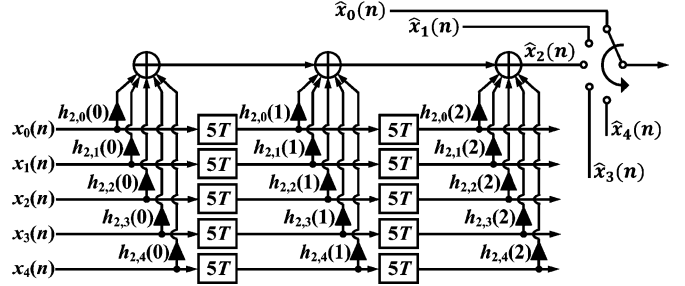 x̂₀(n)
x̂₁(n)
x̂₂(n)
h₂,₀(0) h₂,₀(1) h₂,₀(2)
x₀(n) 5T 5T
h₂,₁(0) h₂,₁(1) h₂,₁(2)
x̂₄(n)
x₁(n) 5T 5T
h₂,₂(0) h₂,₂(1) h₂,₂(2)
x̂₃(n)
x₂(n) 5T 5T
h₂,₃(0) h₂,₃(1) h₂,₃(2)
x₃(n) 5T 5T
h₂,₄(0) h₂,₄(1) h₂,₄(2)
x₄(n) 5T 5T